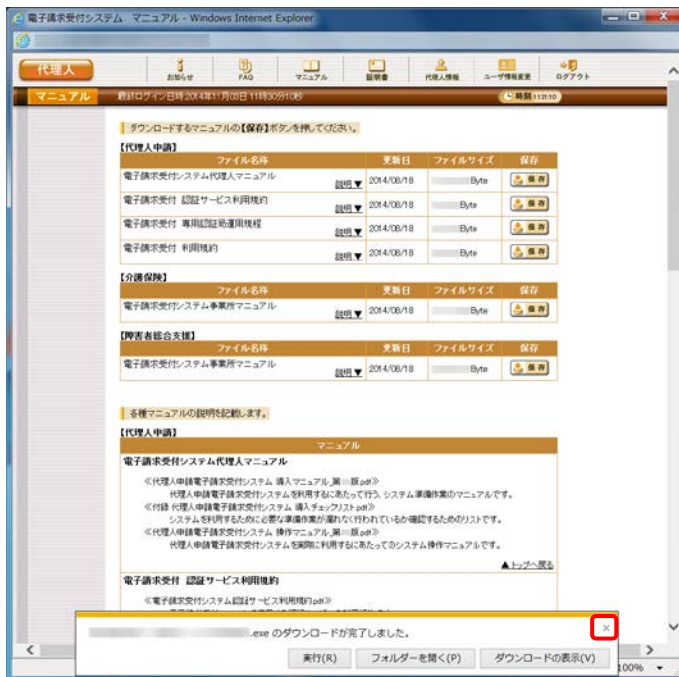 電子請求受付システム マニュアル - Windows Internet Explorer
代理人
お知らせ FAQ マニュアル 証明書 代理人情報 ユーザ情報変更 ログアウト
マニュアル 最終ログイン日時 2014年11月03日 11時30分10秒 時刻
ダウンロードするマニュアルの【保存】ボタンを押してください。
【代理人申請】
ファイル名称 更新日 ファイルサイズ 保存
電子請求受付システム代理人マニュアル 説明▼ 2014/08/18 Byte 保存
電子請求受付 認証サービス利用規約 説明▼ 2014/08/18 Byte 保存
電子請求受付 専用認証局運用規程 説明▼ 2014/08/18 Byte 保存
電子請求受付 利用規約 説明▼ 2014/08/18 Byte 保存
【介護保険】
ファイル名称 更新日 ファイルサイズ 保存
電子請求受付システム事業所マニュアル 説明▼ 2014/08/18 Byte 保存
【障害者総合支援】
ファイル名称 更新日 ファイルサイズ 保存
電子請求受付システム事業所マニュアル 説明▼ 2014/08/18 Byte 保存
各種マニュアルの説明を記載します。
【代理人申請】
マニュアル
電子請求受付システム代理人マニュアル
≪代理人申請電子請求受付システム 導入マニュアル_第 版.pdf≫
代理人申請電子請求受付システムを利用するにあたって行う、システム準備作業のマニュアルです。
≪付録 代理人申請電子請求受付システム 導入チェックリスト.pdf≫
システムを利用するために必要な準備作業が漏れなく行われているか確認するためのリストです。
≪代理人申請電子請求受付システム 操作マニュアル_第 版.pdf≫
代理人申請電子請求受付システムを実際に利用するにあたってのシステム操作マニュアルです。
▲トップへ戻る
電子請求受付 認証サービス利用規約
≪電子請求受付システム認証サービス利用規約.pdf≫
.exe のダウンロードが完了しました。
実行(R) フォルダーを開く(P) ダウンロードの表示(V)
100%